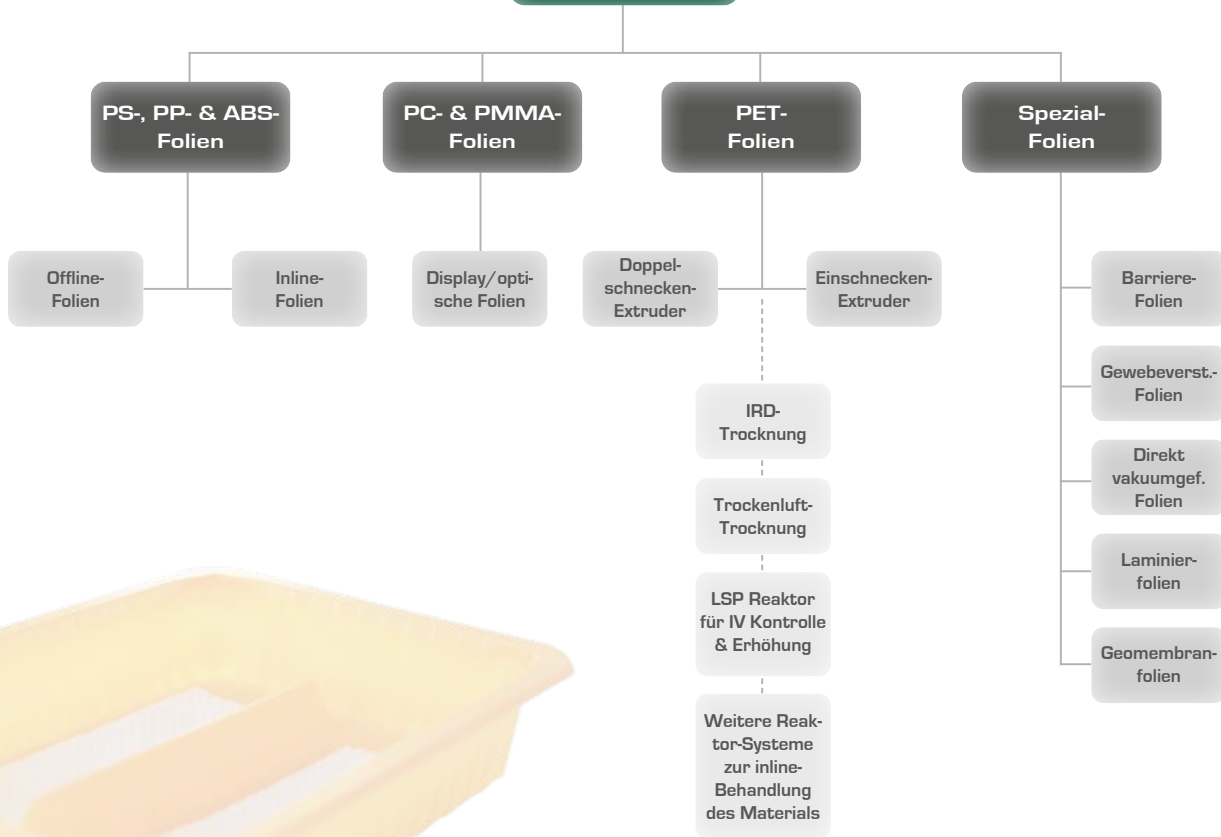 PS-, PP- & ABS-
Folien
PC- & PMMA-
Folien
PET-
Folien
Spezial-
Folien
Offline-
Folien
Inline-
Folien
Display/opti-
sche Folien
Doppel-
schnecken-
Extruder
Einschnecken-
Extruder
IRD-
Trocknung
Trockenluft-
Trocknung
LSP Reaktor
für IV Kontrolle
& Erhöhung
Weitere Reak-
tor-Systeme
zur inline-
Behandlung
des Materials
Barriere-
Folien
Gewebeverst.-
Folien
Direkt
vakuumgef.
Folien
Laminier-
folien
Geomembran-
folien